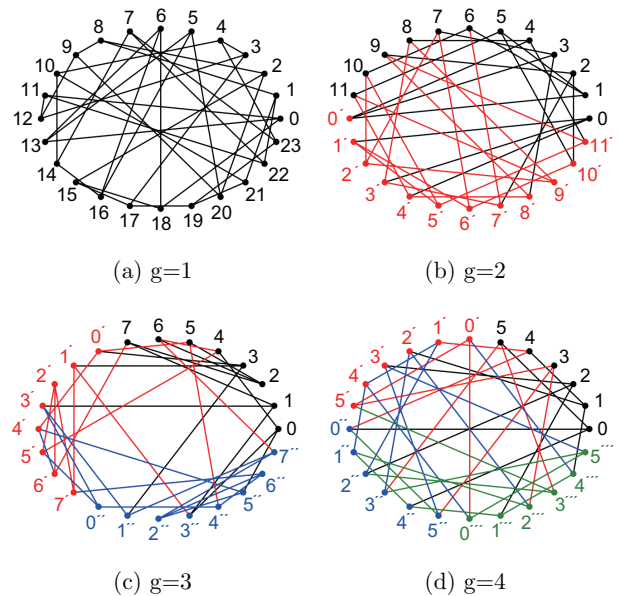 8 7 6 5 4
9 3
10 2
11 1
12 0
13 23
14 22
15 21
16 17 18 19 20
(a) g=1
8 7 6 5 4
9 3
10 2
11 1
0´ 0
1´ 11´
2´ 10´
3´ 9´
4´ 5´ 6´ 7´ 8´
(b) g=2
0´ 7 6 5 4
1´ 3
2´ 2
3´ 1
4´ 0
5´ 7´´
6´ 6´´
7´ 5´´
0´´ 1´´ 2´´ 3´´ 4´´
(c) g=3
2´ 1´ 0´ 5 4
3´ 3
4´ 2
5´ 1
0´´ 0
1´´ 5´´´
2´´ 4´´´
3´´ 3´´´
4´´ 5´´ 0´´´ 1´´´ 2´´´
(d) g=4